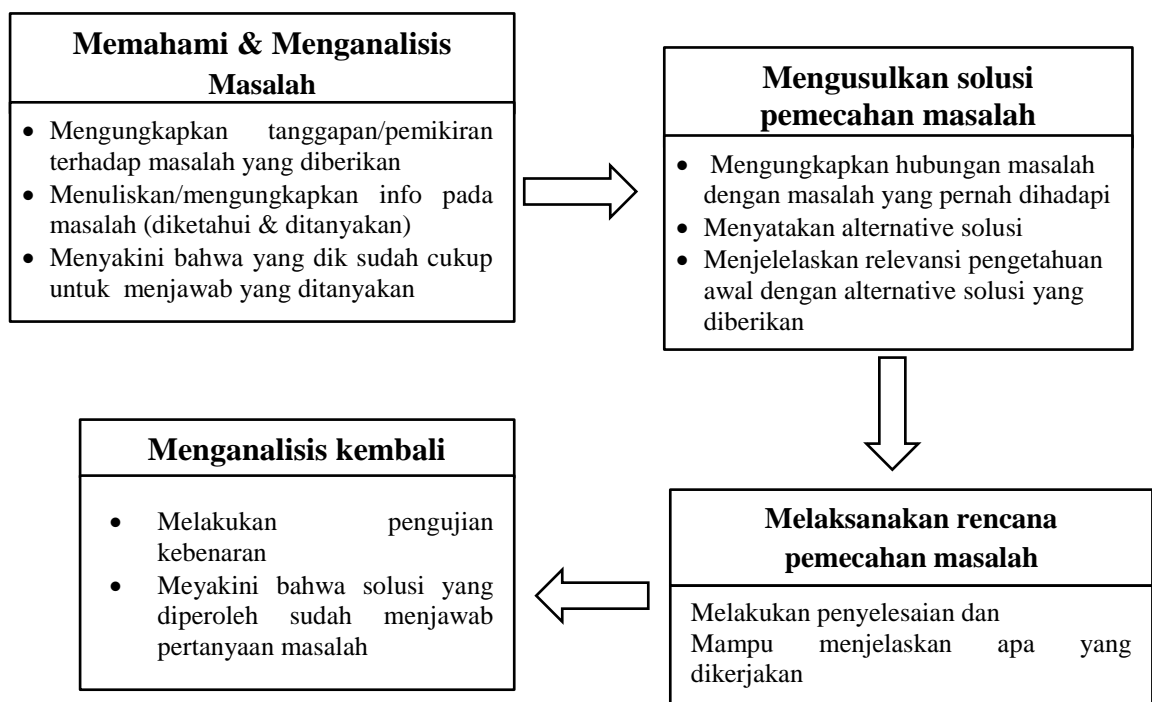 Memahami & Menganalisis
Masalah
• Mengungkapkan tanggapan/pemikiran
terhadap masalah yang diberikan
• Menuliskan/mengungkapkan info pada
masalah (diketahui & ditanyakan)
• Menyakini bahwa yang dik sudah cukup
untuk menjawab yang ditanyakan
Mengusulkan solusi
pemecahan masalah
• Mengungkapkan hubungan masalah
dengan masalah yang pernah dihadapi
• Menyatakan alternative solusi
• Menjelelaskan relevansi pengetahuan
awal dengan alternative solusi yang
diberikan
Melaksanakan rencana
pemecahan masalah
Melakukan penyelesaian dan
Mampu menjelaskan apa yang
dikerjakan
Menganalisis kembali
• Melakukan pengujian
kebenaran
• Meyakini bahwa solusi yang
diperoleh sudah menjawab
pertanyaan masalah